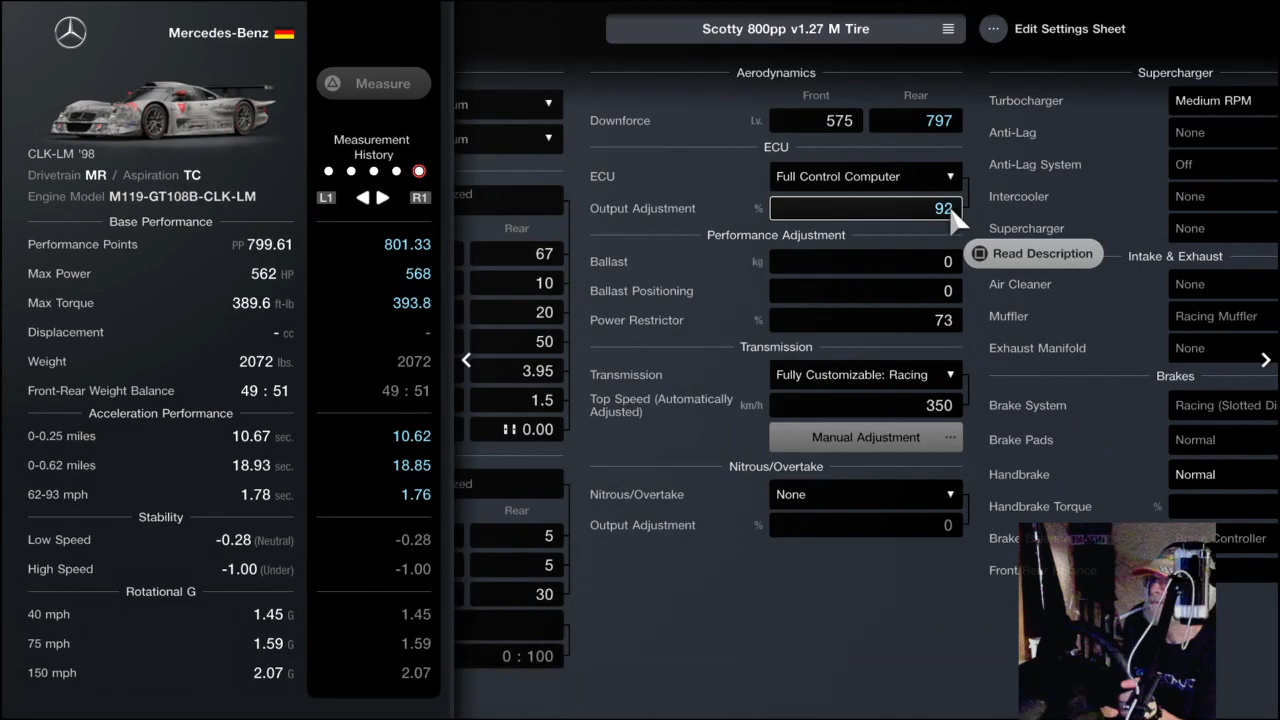 Mercedes-Benz
CLK-LM '98
Drivetrain MR / Aspiration TC
Engine Model M119-GT108B-CLK-LM
Base Performance
Performance Points PP 799.61 801.33
Max Power 562 HP 568
Max Torque 389.6 ft-lb 393.8
Displacement - cc -
Weight 2072 lbs. 2072
Front-Rear Weight Balance 49 : 51 49 : 51
Acceleration Performance
0-0.25 miles 10.67 sec. 10.62
0-0.62 miles 18.93 sec. 18.85
62-93 mph 1.78 sec. 1.76
Stability
Low Speed -0.28 (Neutral) -0.28
High Speed -1.00 (Under) -1.00
Rotational G
40 mph 1.45 G 1.45
75 mph 1.59 G 1.59
150 mph 2.07 G 2.07
Measure
Measurement
History
L1 R1
Rear
67
10
20
50
3.95
1.5
0.00
Rear
5
5
30
0 : 100
Scotty 800pp v1.27 M Tire
Edit Settings Sheet
Aerodynamics
Front Rear
Downforce Lv. 575 797
ECU
ECU Full Control Computer
Output Adjustment % 92
Performance Adjustment
Ballast kg 0
Ballast Positioning 0
Power Restrictor % 73
Transmission
Transmission Fully Customizable: Racing
Top Speed (Automatically
Adjusted) km/h 350
Manual Adjustment
Nitrous/Overtake
Nitrous/Overtake None
Output Adjustment % 0
Supercharger
Turbocharger Medium RPM
Anti-Lag None
Anti-Lag System Off
Intercooler None
Supercharger None
Read Description
Intake & Exhaust
Air Cleaner None
Muffler Racing Muffler
Exhaust Manifold None
Brakes
Brake System Racing (Slotted Di
Brake Pads Normal
Handbrake Normal
Handbrake Torque %
Controller